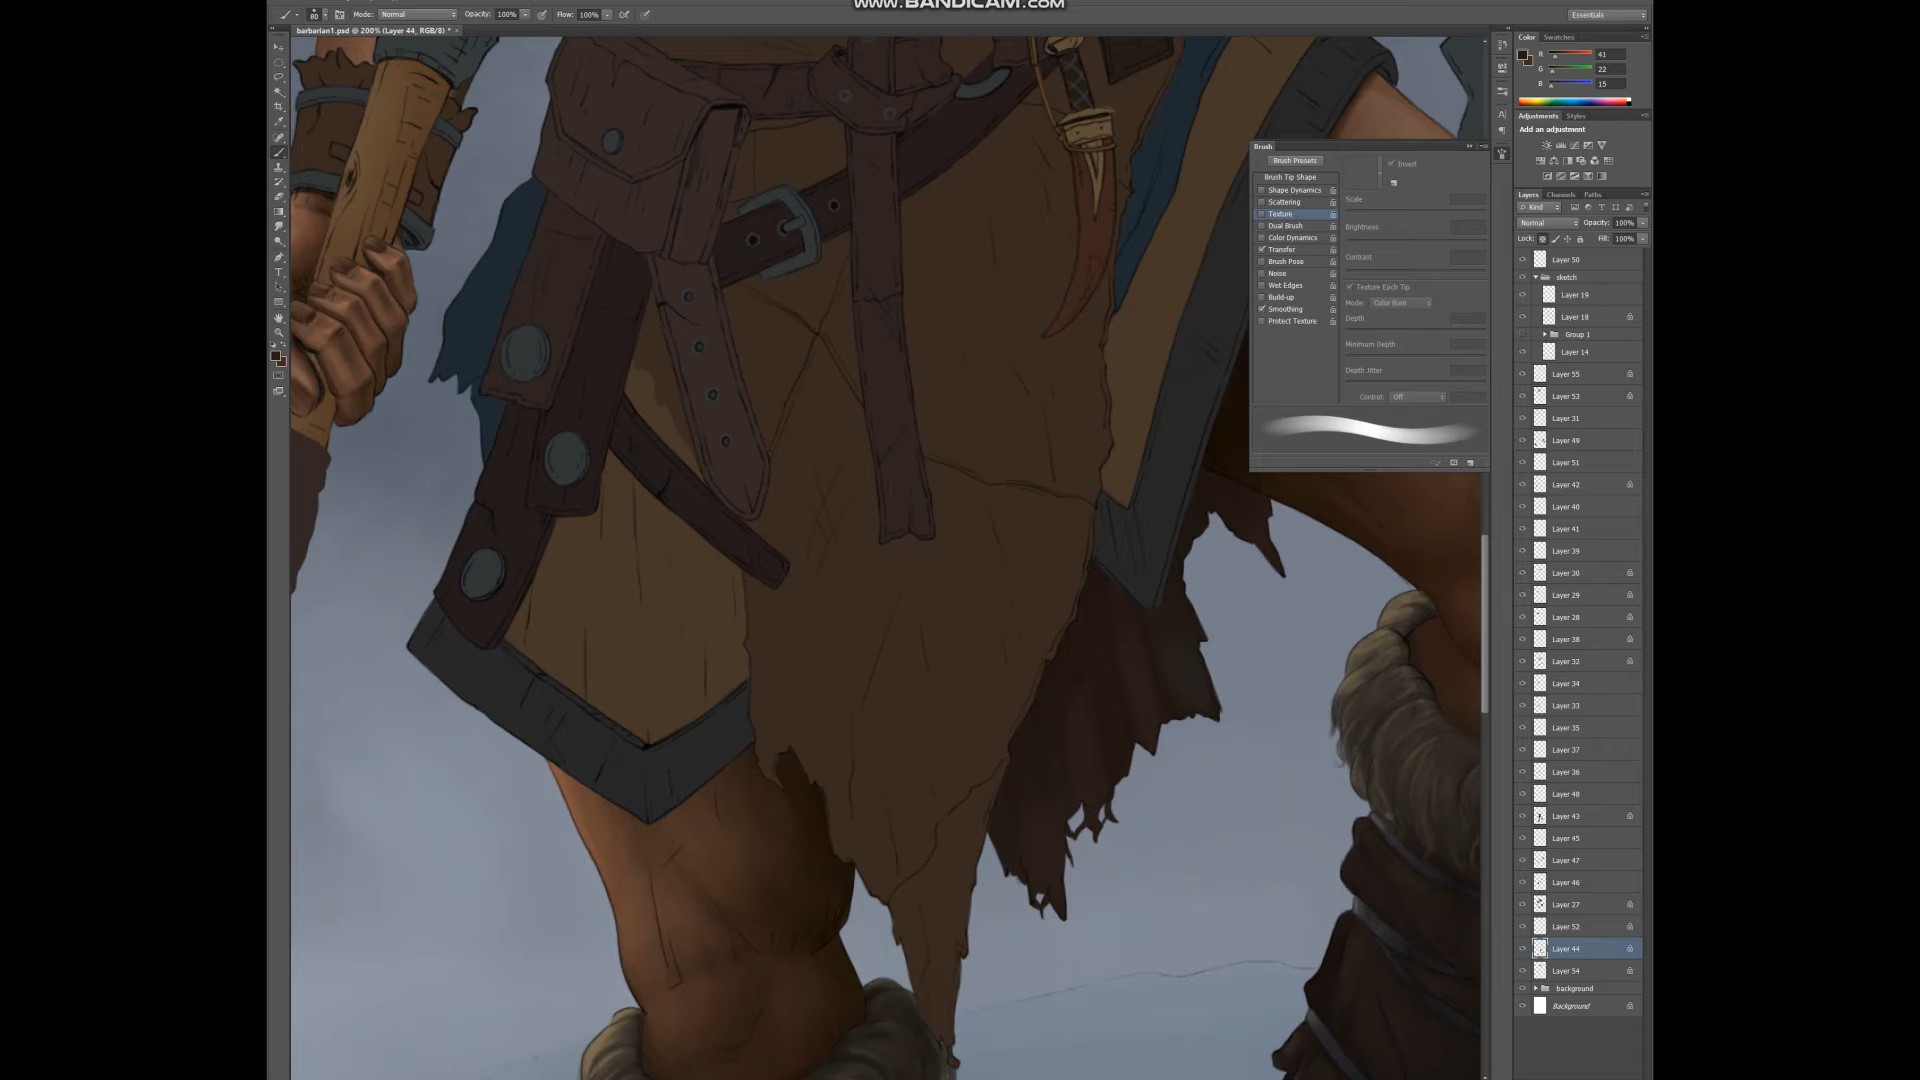 www.BANDICAM.com
80 Mode: Normal Opacity: 100% Flow: 100% Essentials
barbarian1.psd @ 200% (Layer 44, RGB/8) * ×
Color Swatches
R 41
G 22
B 15
Adjustments Styles
Add an adjustment
Brush
Brush Presets Invert
Brush Tip Shape
Shape Dynamics Scale
Scattering
Texture
Dual Brush Brightness
Color Dynamics
Transfer Contrast
Brush Pose
Noise
Wet Edges Texture Each Tip
Build-up Mode: Color Burn
Smoothing
Protect Texture Depth
Minimum Depth
Depth Jitter
Control: Off
Layers Channels Paths
Kind
Normal Opacity: 100%
Lock: Fill: 100%
Layer 50
sketch
Layer 19
Layer 18
Group 1
Layer 14
Layer 55
Layer 53
Layer 31
Layer 49
Layer 51
Layer 42
Layer 40
Layer 41
Layer 39
Layer 30
Layer 29
Layer 28
Layer 38
Layer 32
Layer 34
Layer 33
Layer 35
Layer 37
Layer 36
Layer 48
Layer 43
Layer 45
Layer 47
Layer 46
Layer 27
Layer 52
Layer 44
Layer 54
background
Background